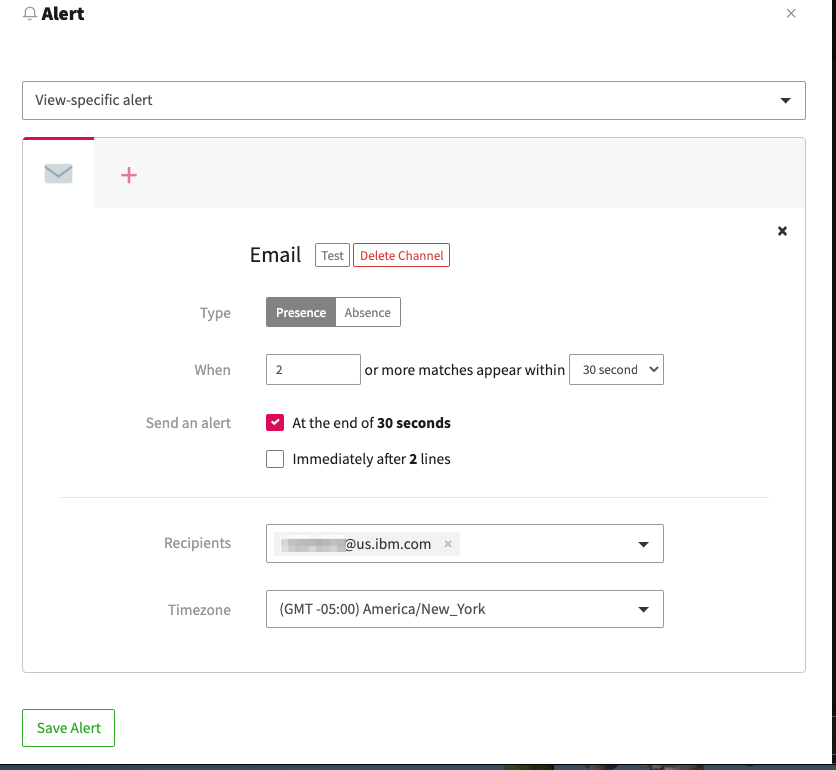 Alert
View-specific alert
Email Test Delete Channel
Type Presence Absence
When 2 or more matches appear within 30 second
Send an alert At the end of 30 seconds
Immediately after 2 lines
Recipients @us.ibm.com
Timezone (GMT -05:00) America/New_York
Save Alert